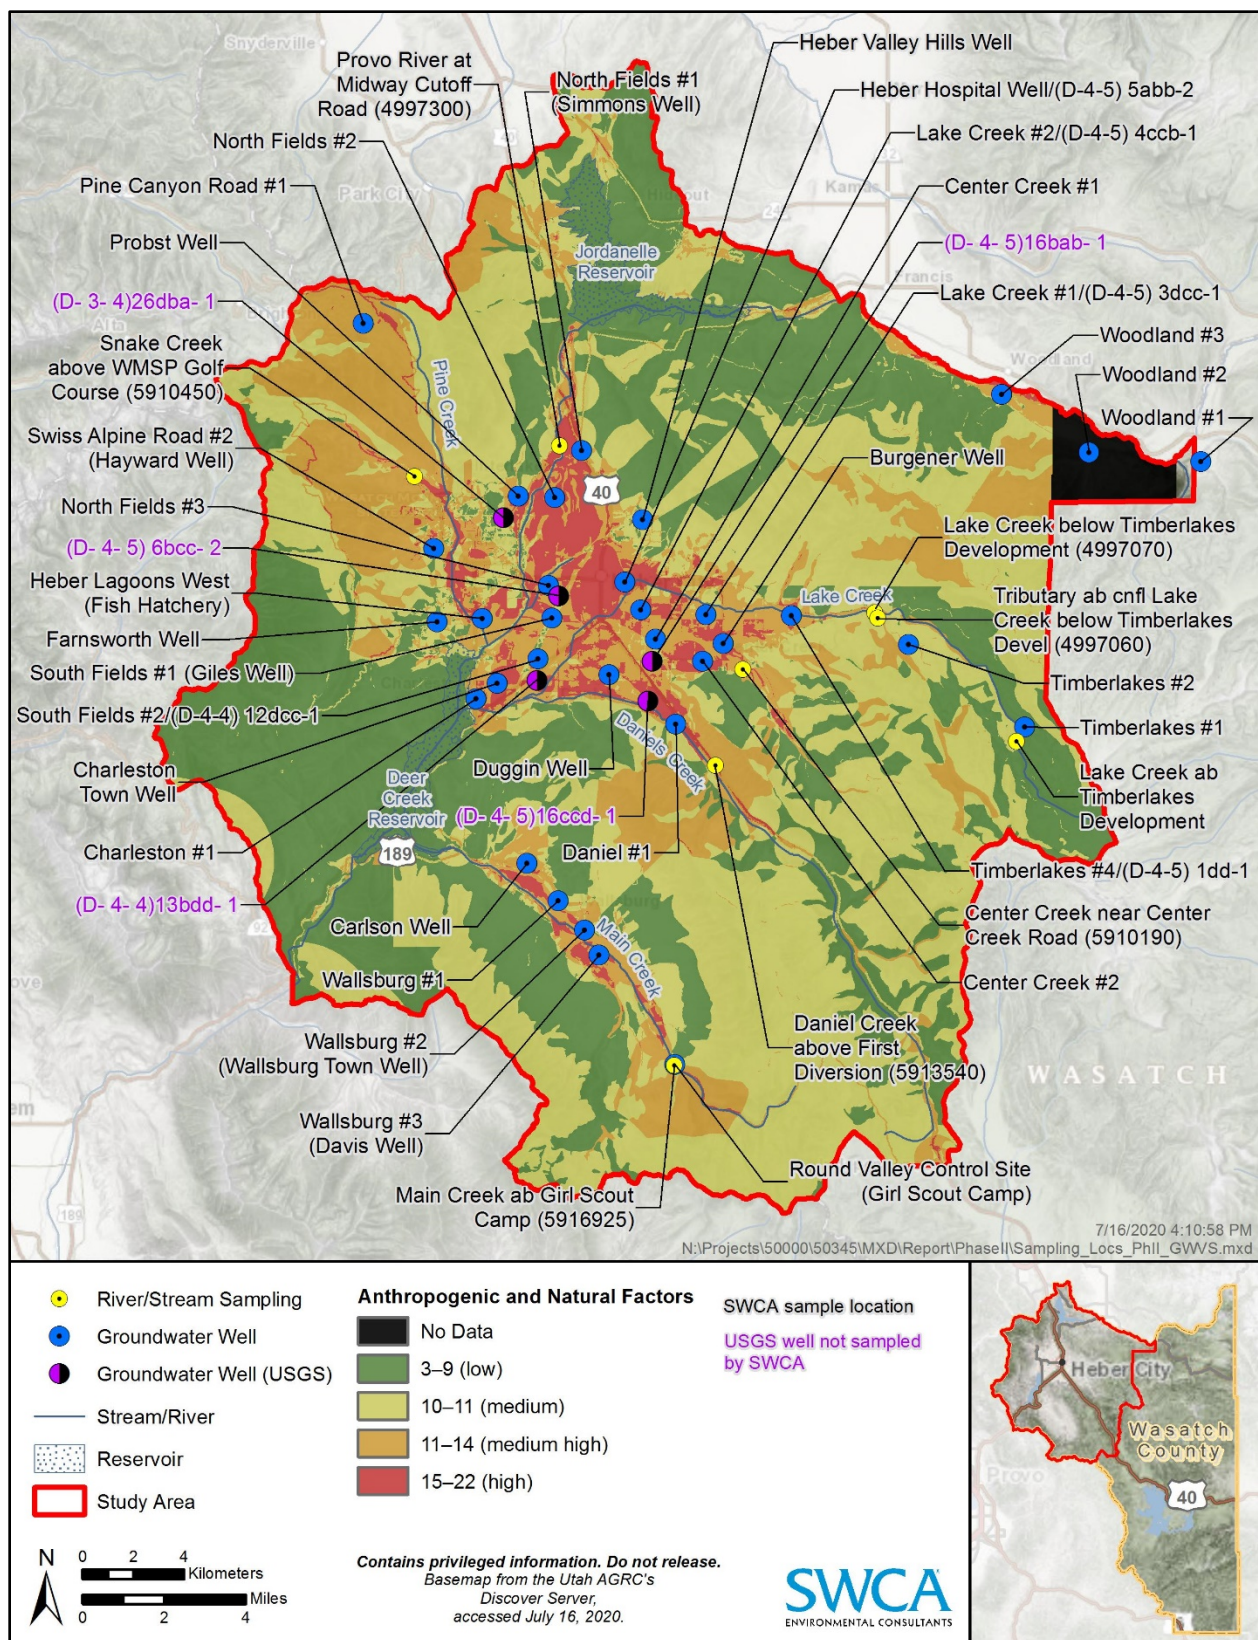 Snyderville
Heber Valley Hills Well
Provo River at
Midway Cutoff
Road (4997300)
North Fields #1
(Simmons Well)
Heber Hospital Well/(D-4-5) 5abb-2
North Fields #2
Lake Creek #2/(D-4-5) 4ccb-1
Pine Canyon Road #1
Park City
Kamas
Center Creek #1
Probst Well
Jordanelle
Reservoir
(D- 4- 5)16bab- 1
(D- 3- 4)26dba- 1
Francis
Lake Creek #1/(D-4-5) 3dcc-1
Alta
Snake Creek
above WMSP Golf
Course (5910450)
Pine Creek
Woodland
Woodland #3
Woodland #2
Woodland #1
Swiss Alpine Road #2
(Hayward Well)
Burgener Well
40
North Fields #3
Lake Creek below Timberlakes
Development (4997070)
(D- 4- 5) 6bcc- 2
Heber Lagoons West
(Fish Hatchery)
Lake Creek
Tributary ab cnfl Lake
Creek below Timberlakes
Devel (4997060)
Farnsworth Well
South Fields #1 (Giles Well)
Timberlakes #2
South Fields #2/(D-4-4) 12dcc-1
Timberlakes #1
Charleston
Town Well
Daniels Creek
Duggin Well
Deer
Creek
Reservoir
Lake Creek ab
Timberlakes
Development
(D- 4- 5)16ccd- 1
Charleston #1
189
Daniel #1
Timberlakes #4/(D-4-5) 1dd-1
(D- 4- 4)13bdd- 1
Carlson Well
Main Creek
Center Creek near Center
Creek Road (5910190)
Wallsburg #1
Center Creek #2
Wallsburg #2
(Wallsburg Town Well)
Daniel Creek
above First
Diversion (5913540)
WASATCH
Wallsburg #3
(Davis Well)
Round Valley Control Site
(Girl Scout Camp)
Main Creek ab Girl Scout
Camp (5916925)
189
7/16/2020 4:10:58 PM
N:\Projects\50000\50345\MXD\Report\PhaseII\Sampling_Locs_PhII_GWVS.mxd
River/Stream Sampling
Groundwater Well
Groundwater Well (USGS)
Stream/River
Reservoir
Study Area
Anthropogenic and Natural Factors
No Data
3–9 (low)
10–11 (medium)
11–14 (medium high)
15–22 (high)
SWCA sample location
USGS well not sampled
by SWCA
N
0 2 4
Kilometers
Miles
0 2 4
Contains privileged information. Do not release.
Basemap from the Utah AGRC's
Discover Server,
accessed July 16, 2020.
SWCA
ENVIRONMENTAL CONSULTANTS
Heber City
Wasatch
County
Provo
40